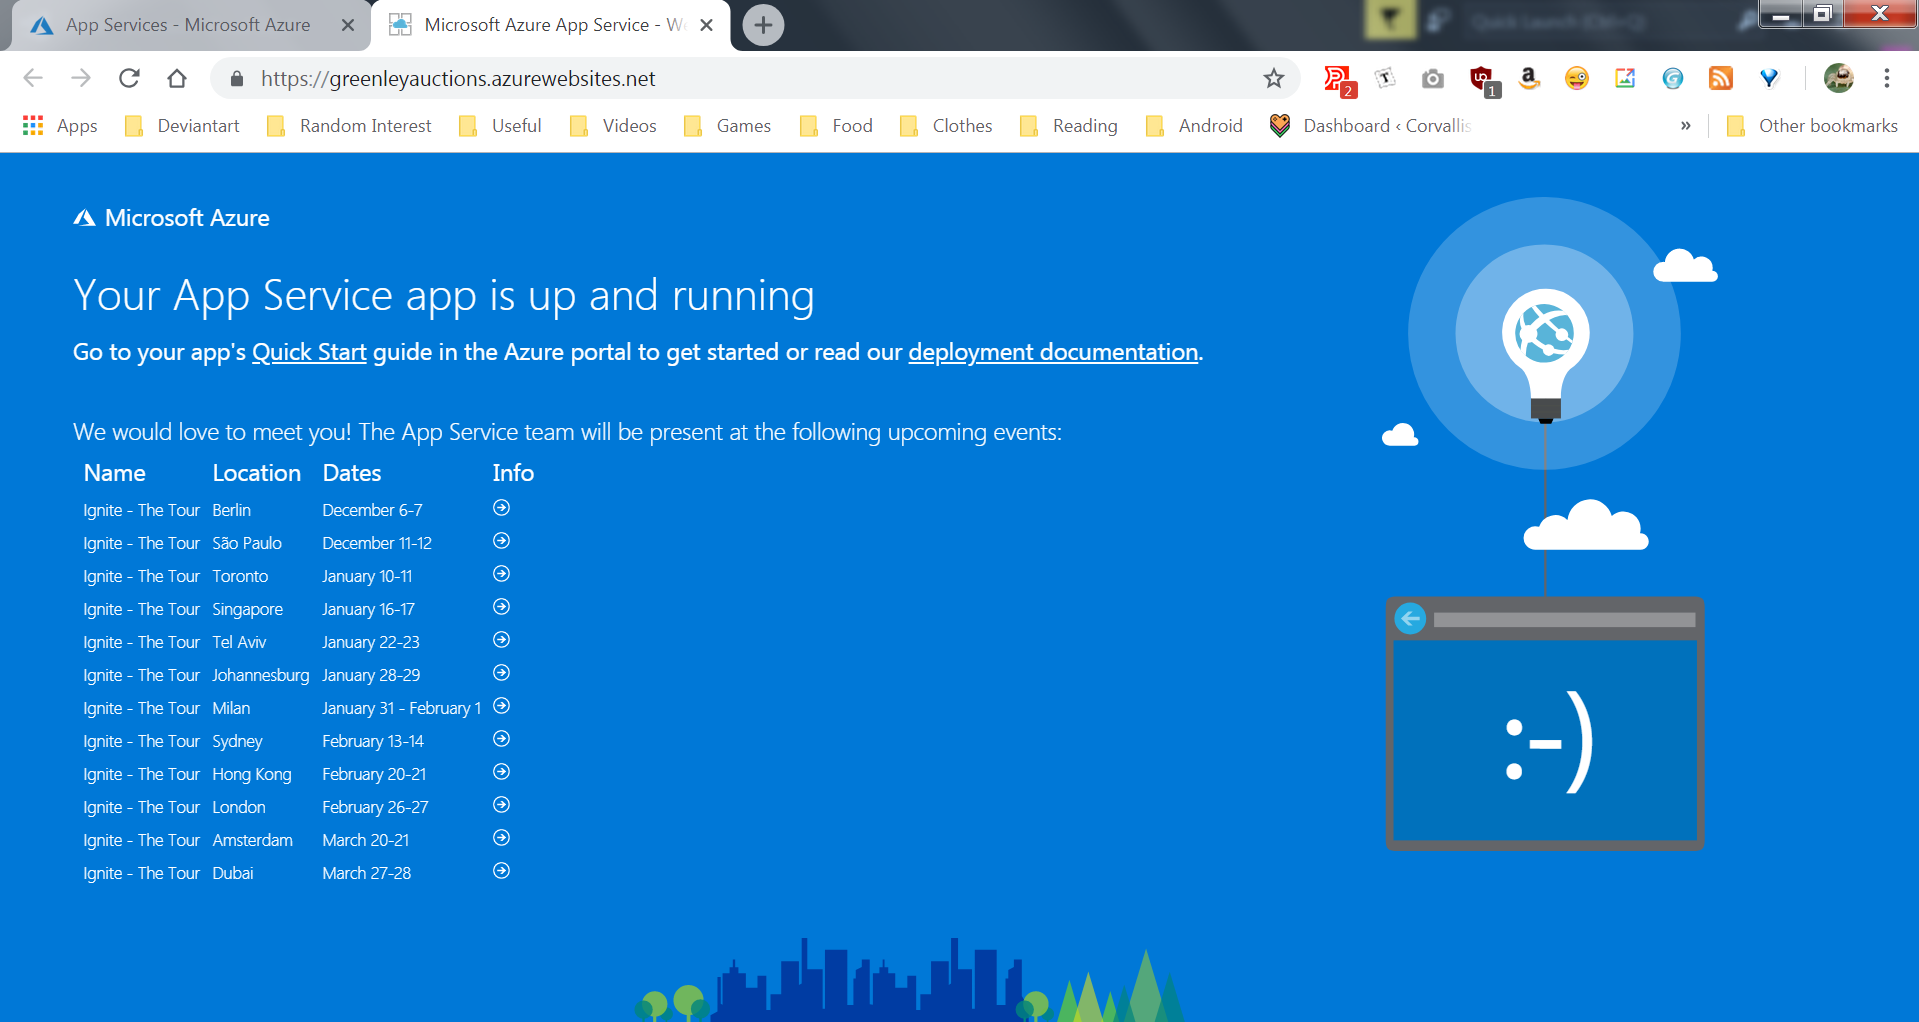 App Services - Microsoft Azure
Microsoft Azure App Service - We
Quick Launch (Ctrl+Q)
https://greenleyauctions.azurewebsites.net
2
1
Apps
Deviantart
Random Interest
Useful
Videos
Games
Food
Clothes
Reading
Android
Dashboard ‹ Corvallis
»
Other bookmarks
Microsoft Azure
Your App Service app is up and running
Go to your app's Quick Start guide in the Azure portal to get started or read our deployment documentation.
We would love to meet you! The App Service team will be present at the following upcoming events:
Name Location Dates Info
Ignite - The Tour Berlin December 6-7
Ignite - The Tour São Paulo December 11-12
Ignite - The Tour Toronto January 10-11
Ignite - The Tour Singapore January 16-17
Ignite - The Tour Tel Aviv January 22-23
Ignite - The Tour Johannesburg January 28-29
Ignite - The Tour Milan January 31 - February 1
Ignite - The Tour Sydney February 13-14
Ignite - The Tour Hong Kong February 20-21
Ignite - The Tour London February 26-27
Ignite - The Tour Amsterdam March 20-21
Ignite - The Tour Dubai March 27-28
:-)